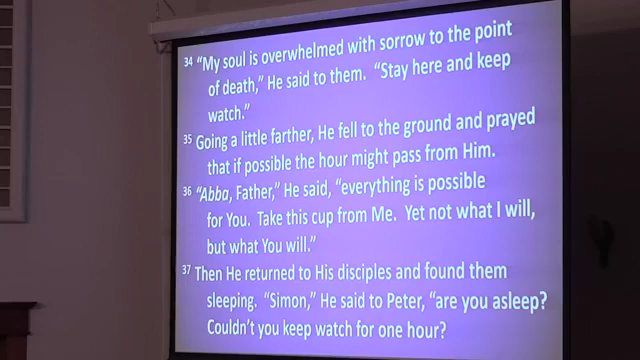 34 “My soul is overwhelmed with sorrow to the point
of death,” He said to them.  “Stay here and keep
watch.”
35 Going a little farther, He fell to the ground and prayed
that if possible the hour might pass from Him.
36 “Abba, Father,” He said, “everything is possible
for You.  Take this cup from Me.  Yet not what I will,
but what You will.”
37 Then He returned to His disciples and found them
sleeping.  “Simon,” He said to Peter, “are you asleep?
Couldn’t you keep watch for one hour?